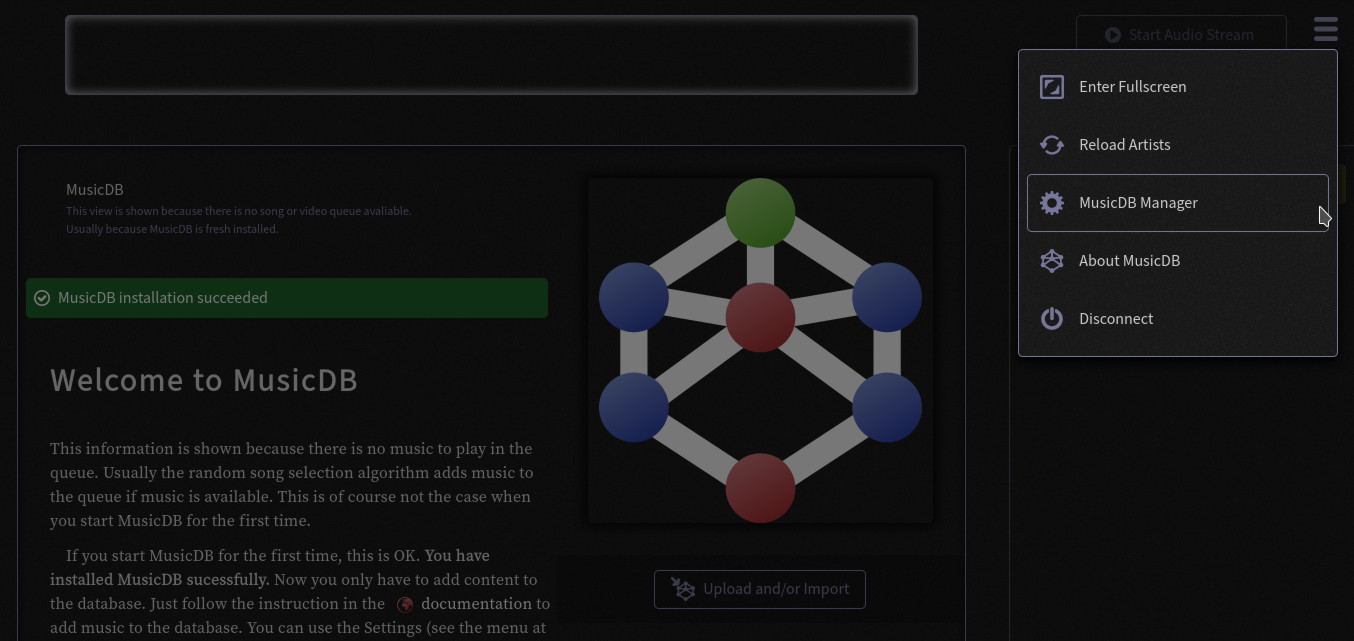 Start Audio Stream
Enter Fullscreen
Reload Artists
MusicDB Manager
About MusicDB
Disconnect
MusicDB
This view is shown because there is no song or video queue avaliable.
Usually because MusicDB is fresh installed.
MusicDB installation succeeded
Welcome to MusicDB
This information is shown because there is no music to play in the
queue. Usually the random song selection algorithm adds music to
the queue if music is available. This is of course not the case when
you start MusicDB for the first time.
If you start MusicDB for the first time, this is OK. You have
installed MusicDB sucessfully. Now you only have to add content to
the database. Just follow the instruction in the documentation to
add music to the database. You can use the Settings (see the menu at
Upload and/or Import